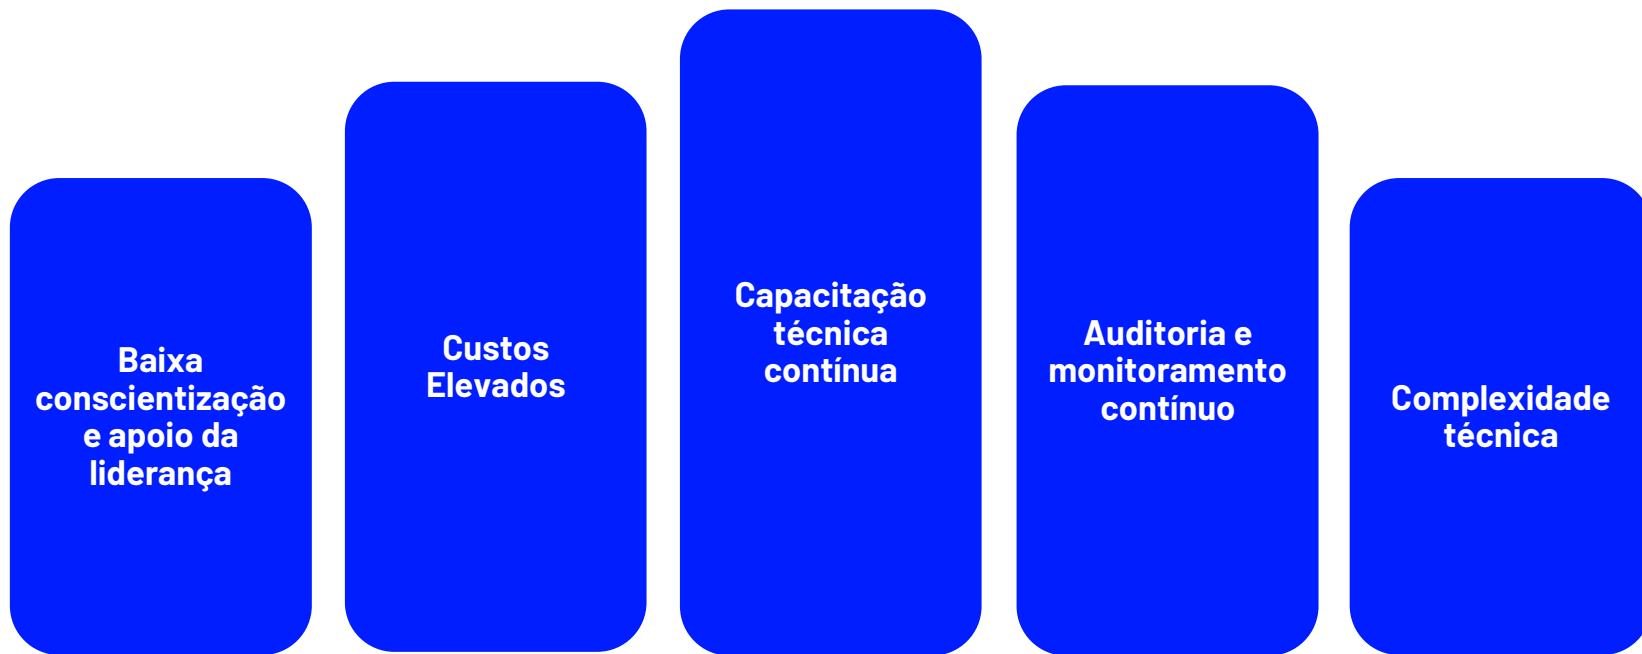 Baixa
conscientização
e apoio da
liderança
Custos
Elevados
Capacitação
técnica
contínua
Auditoria e
monitoramento
contínuo
Complexidade
técnica